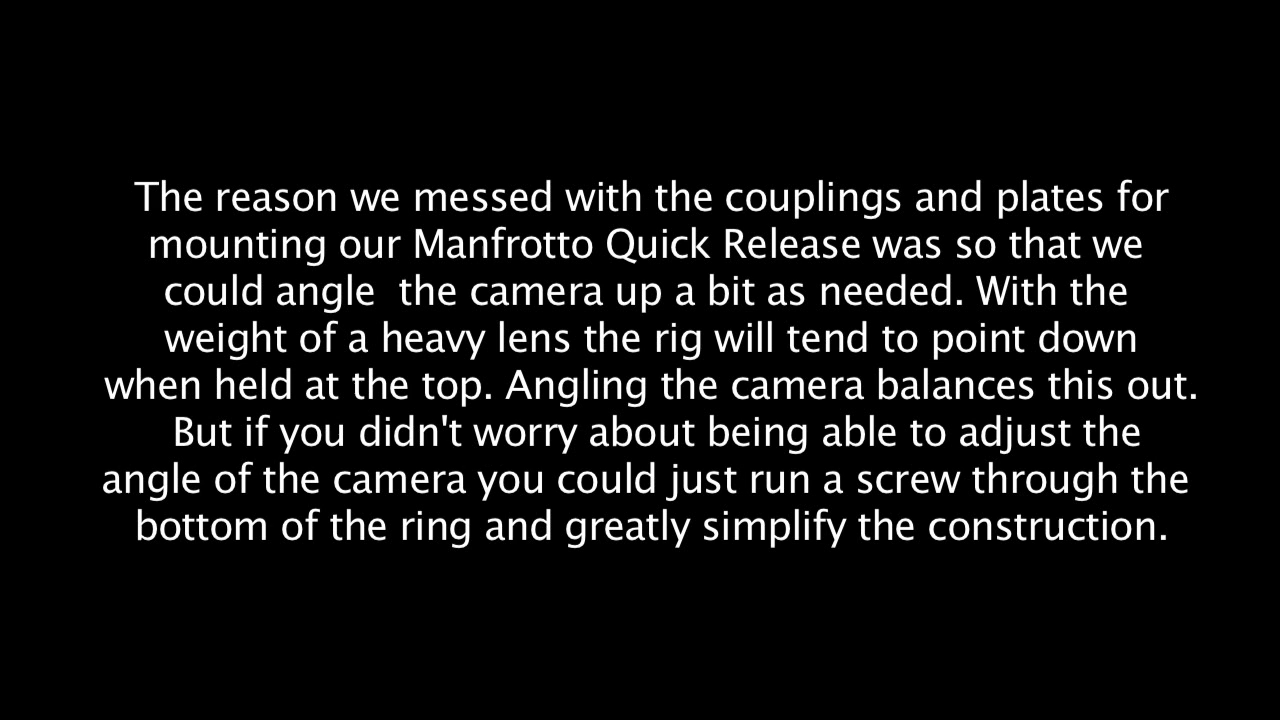 The reason we messed with the couplings and plates for
mounting our Manfrotto Quick Release was so that we
could angle  the camera up a bit as needed. With the
weight of a heavy lens the rig will tend to point down
when held at the top. Angling the camera balances this out.
But if you didn't worry about being able to adjust the
angle of the camera you could just run a screw through the
bottom of the ring and greatly simplify the construction.